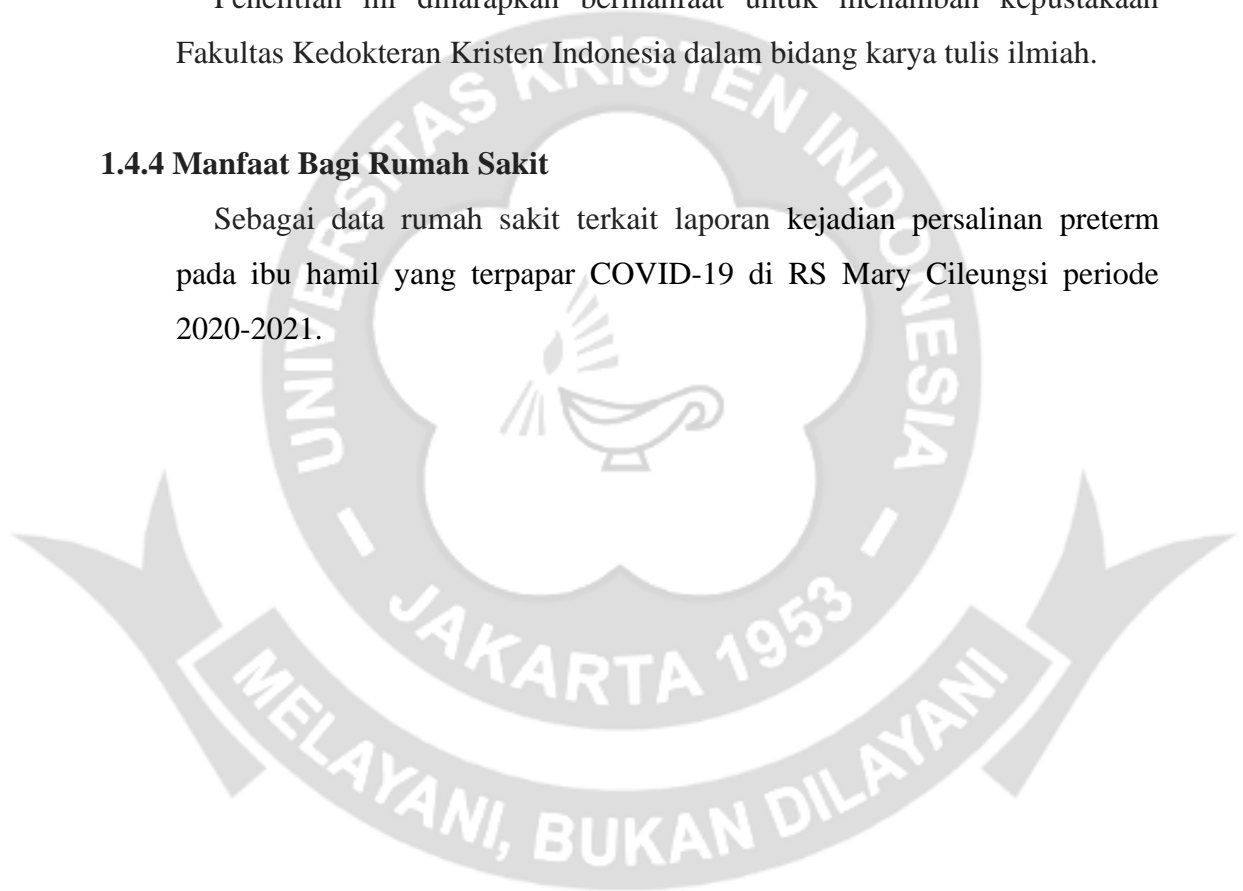 Penelitian ini diharapkan bermanfaat untuk menambah kepustakaan
Fakultas Kedokteran Kristen Indonesia dalam bidang karya tulis ilmiah.
1.4.4 Manfaat Bagi Rumah Sakit
Sebagai data rumah sakit terkait laporan kejadian persalinan preterm
pada ibu hamil yang terpapar COVID-19 di RS Mary Cileungsi periode
2020-2021.
UNIVERSITAS KRISTEN INDONESIA
- JAKARTA 1953 -
MELAYANI, BUKAN DILAYANI